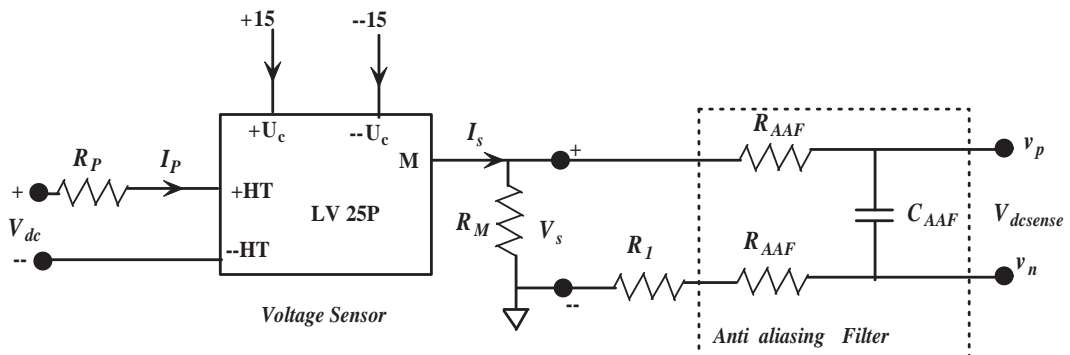 +15
--15
+U_c
--U_c
I_s
R_AAF
v_p
R_P
I_P
M
+
+
+HT
LV 25P
V_dc
R_M
V_s
C_AAF
V_dcsense
R_1
R_AAF
--
--HT
v_n
--
Voltage Sensor
Anti aliasing Filter